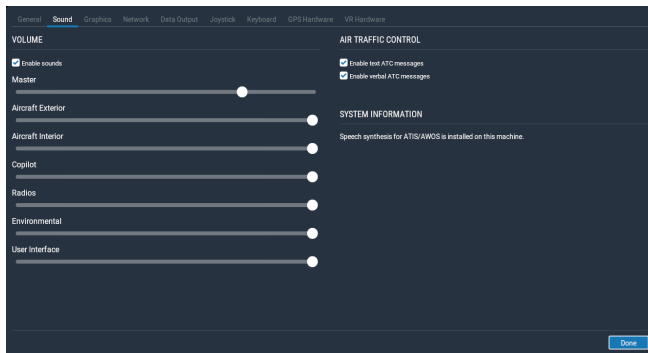 General Sound Graphics Network Data Output Joystick Keyboard GPS Hardware VR Hardware
VOLUME
Enable sounds
Master
Aircraft Exterior
Aircraft Interior
Copilot
Radios
Environmental
User Interface
AIR TRAFFIC CONTROL
Enable text ATC messages
Enable verbal ATC messages
SYSTEM INFORMATION
Speech synthesis for ATIS/AWOS is installed on this machine.
Done